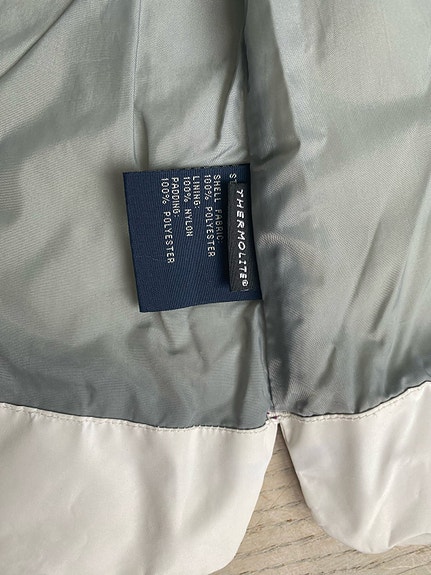 THERMOLITE®
SHELL FABRIC:
100% POLYESTER
LINING:
100% NYLON
PADDING:
100% POLYESTER